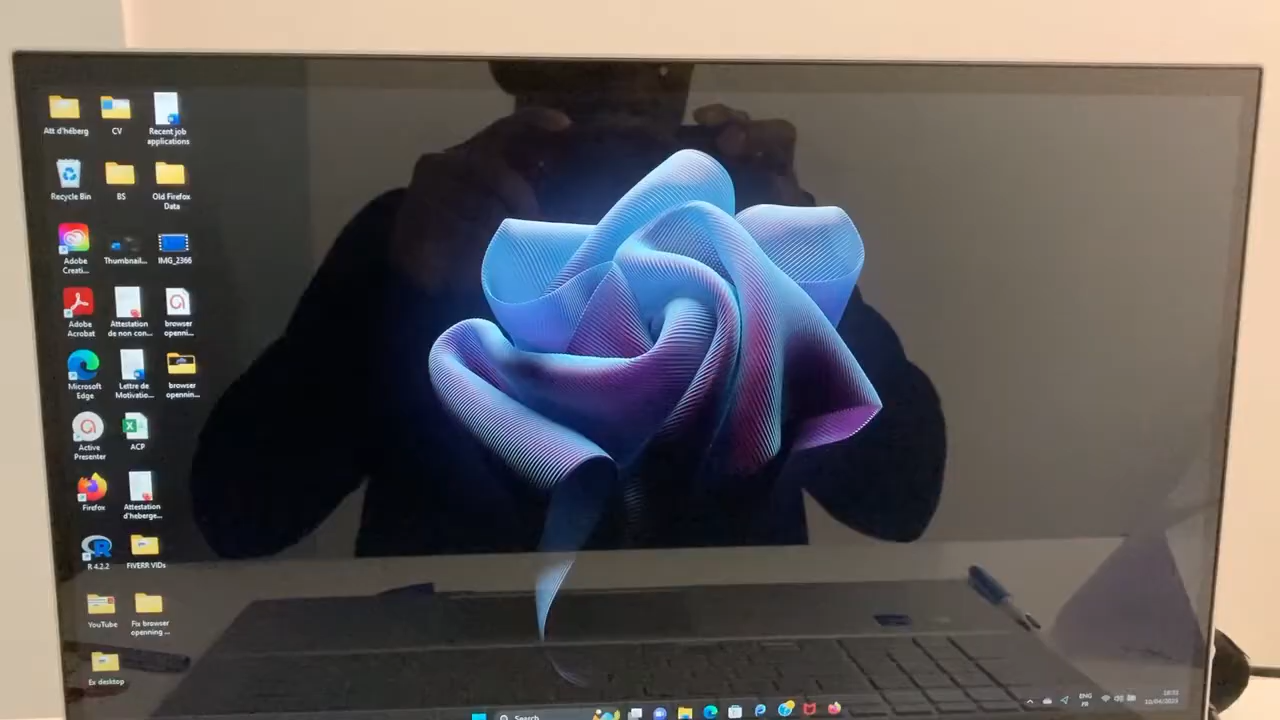 Att d'héberg
CV
Recent job
applications
Recycle Bin
BS
Old Firefox
Data
Adobe
Creati...
Thumbnail...
IMG_2366
Adobe
Acrobat
Attestation
de non con...
browser
openni...
Microsoft
Edge
Lettre de
Motivatio...
browser
openning...
Active
Presenter
ACP
Firefox
Attestation
d'heberge...
R 4.2.2
FIVERR VIDs
YouTube
Fix browser
openning ...
Ex desktop
Search
ENG
FR